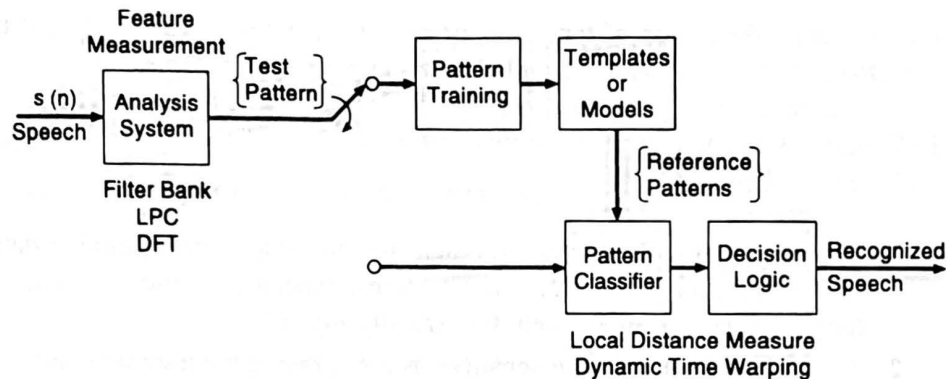 Feature
Measurement
s (n)
Speech
Analysis
System
Filter Bank
LPC
DFT
{Test
Pattern}
Pattern
Training
Templates
or
Models
{Reference
Patterns}
Pattern
Classifier
Decision
Logic
Recognized
Speech
Local Distance Measure
Dynamic Time Warping